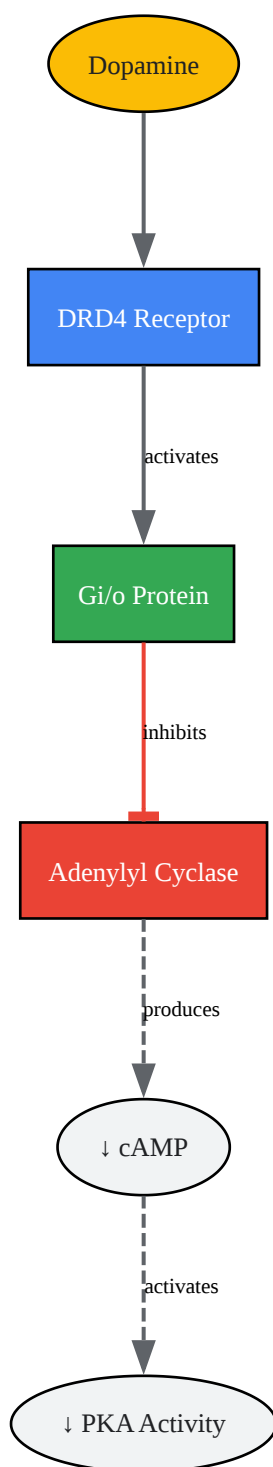 Dopamine
DRD4 Receptor
activates
Gi/o Protein
inhibits
Adenylyl Cyclase
produces
↓ cAMP
activates
↓ PKA Activity